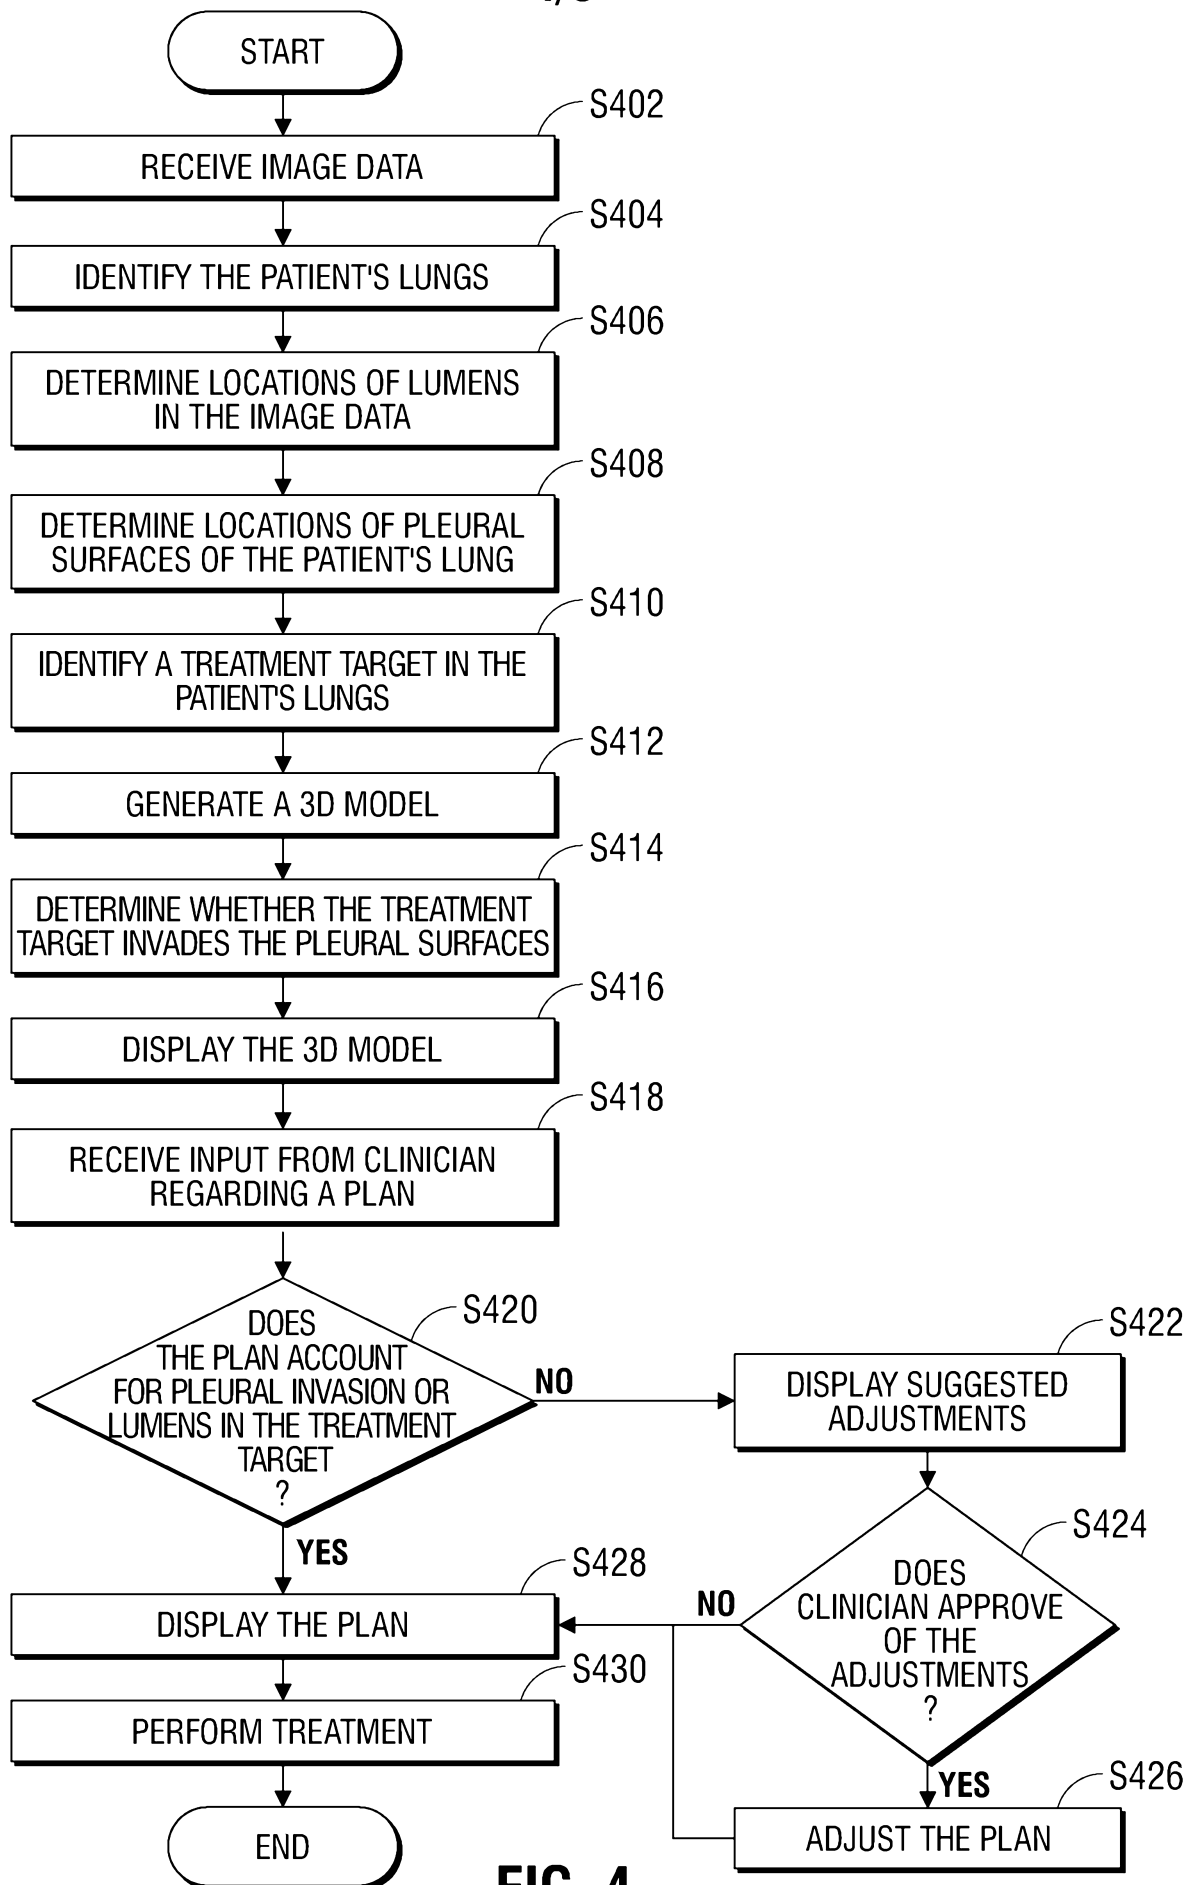 START
S402
RECEIVE IMAGE DATA
S404
IDENTIFY THE PATIENT'S LUNGS
S406
DETERMINE LOCATIONS OF LUMENS
IN THE IMAGE DATA
S408
DETERMINE LOCATIONS OF PLEURAL
SURFACES OF THE PATIENT'S LUNG
S410
IDENTIFY A TREATMENT TARGET IN THE
PATIENT'S LUNGS
S412
GENERATE A 3D MODEL
S414
DETERMINE WHETHER THE TREATMENT
TARGET INVADES THE PLEURAL SURFACES
S416
DISPLAY THE 3D MODEL
S418
RECEIVE INPUT FROM CLINICIAN
REGARDING A PLAN
S420
DOES
THE PLAN ACCOUNT
FOR PLEURAL INVASION OR
LUMENS IN THE TREATMENT
TARGET
?
NO
S422
DISPLAY SUGGESTED
ADJUSTMENTS
S424
DOES
CLINICIAN APPROVE
OF THE
ADJUSTMENTS
?
NO
YES
S426
ADJUST THE PLAN
YES
S428
DISPLAY THE PLAN
S430
PERFORM TREATMENT
END
FIG. 4